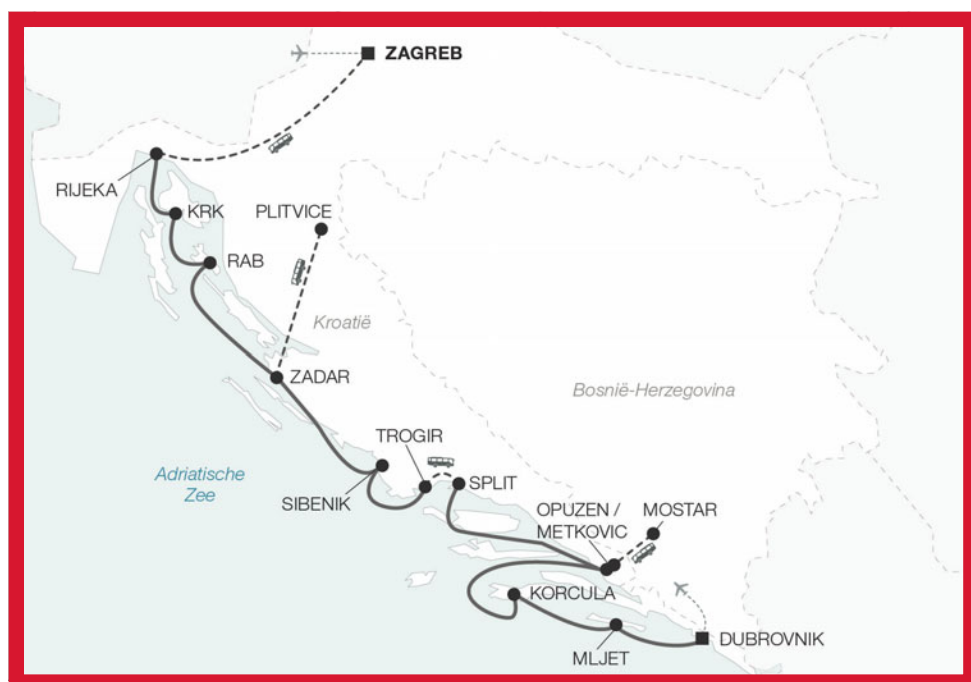 ZAGREB
RIJEKA
KRK
PLITVICE
RAB
Kroatië
ZADAR
Bosnië-Herzegovina
TROGIR
Adriatische
Zee
SIBENIK
SPLIT
OPUZEN /
METKOVIC
MOSTAR
KORCULA
MLJET
DUBROVNIK